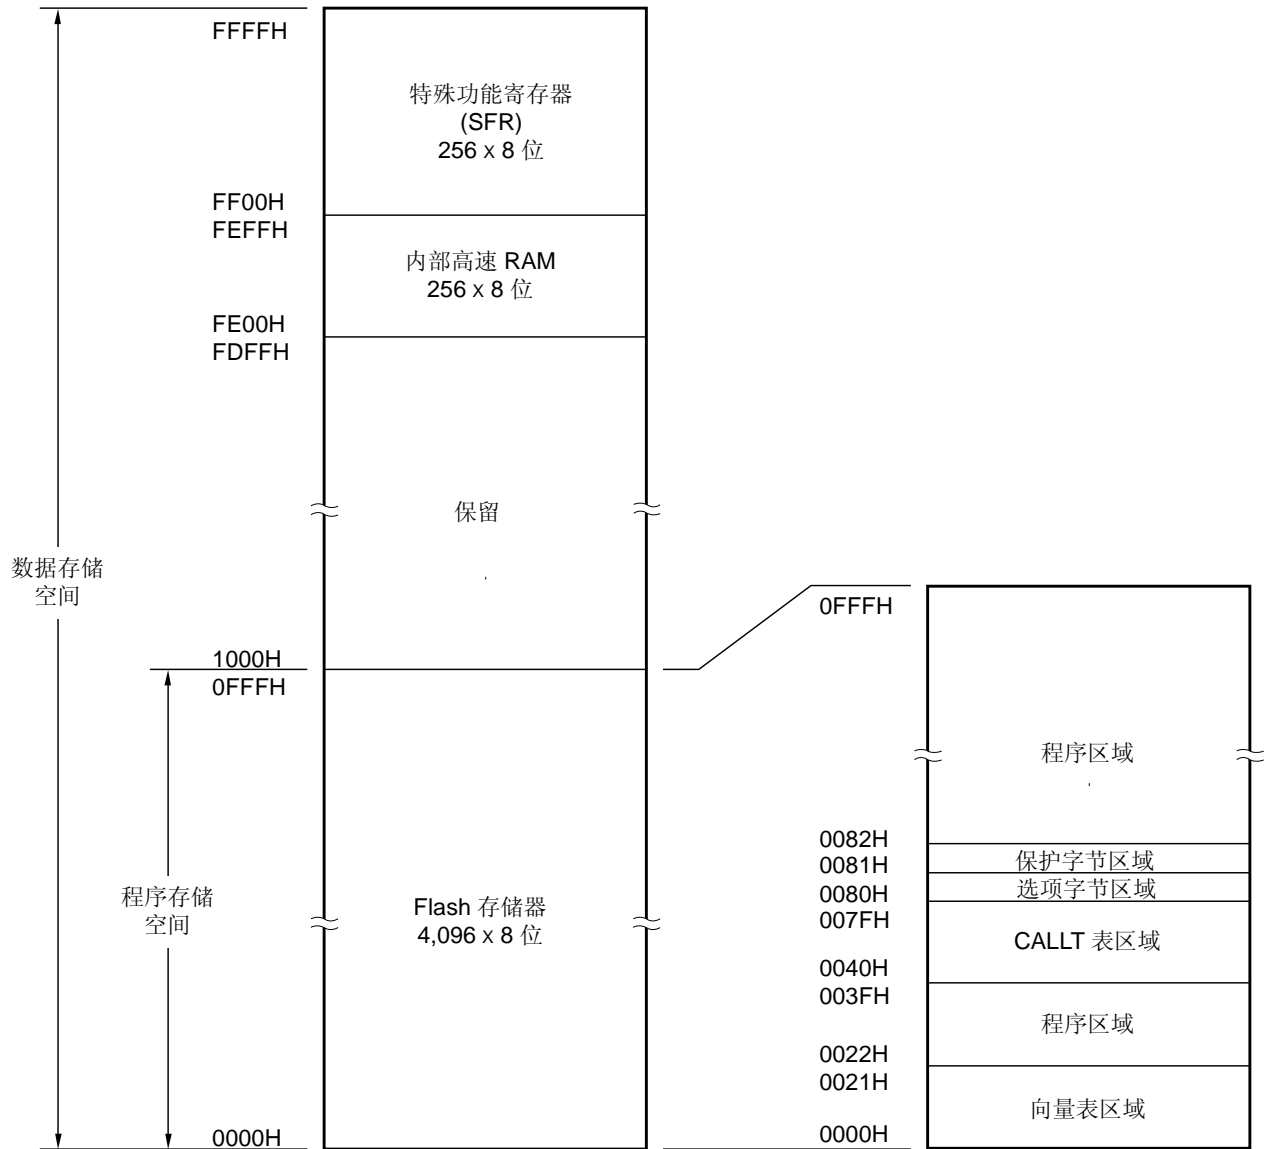 FFFFH
特殊功能寄存器
(SFR)
256 x 8 位
FF00H
FEFFH
内部高速 RAM
256 x 8 位
FE00H
FDFFH
保留
数据存储
空间
1000H
0FFFH
程序存储
空间
Flash 存储器
4,096 x 8 位
0000H
0FFFH
程序区域
0082H
0081H
保护字节区域
0080H
选项字节区域
007FH
CALLT 表区域
0040H
003FH
程序区域
0022H
0021H
向量表区域
0000H